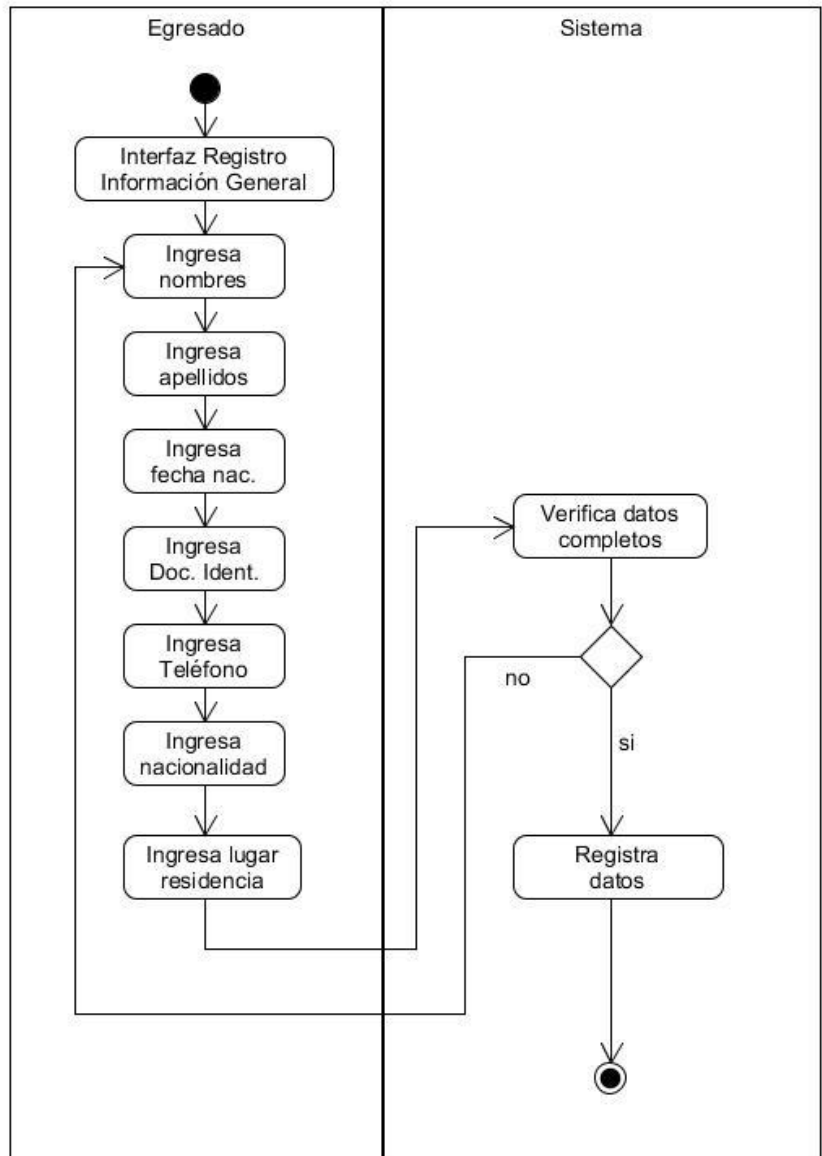 Egresado
Sistema
Interfaz Registro
Información General
Ingresa
nombres
Ingresa
apellidos
Ingresa
fecha nac.
Ingresa
Doc. Ident.
Ingresa
Teléfono
Ingresa
nacionalidad
Ingresa lugar
residencia
Verifica datos
completos
no
si
Registra
datos